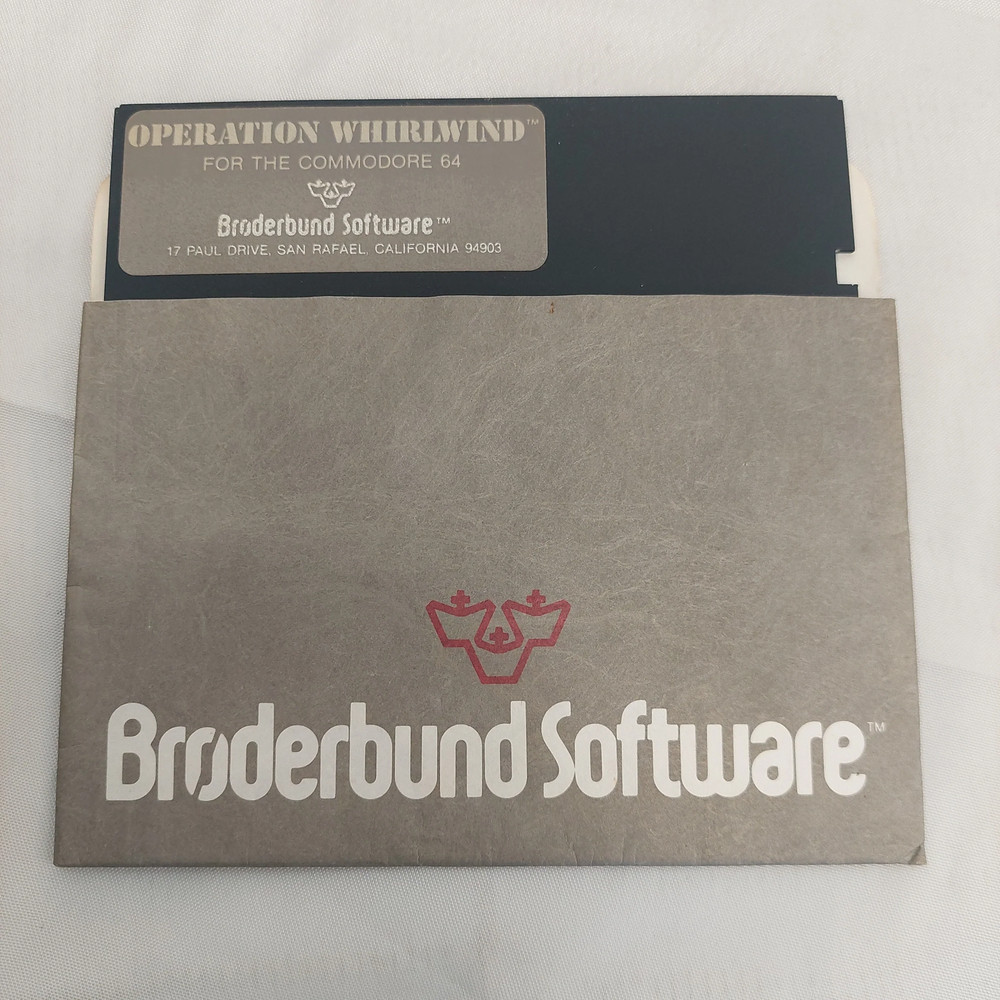 OPERATION WHIRLWIND™
FOR THE COMMODORE 64
Brøderbund Software™
17 PAUL DRIVE, SAN RAFAEL, CALIFORNIA 94903
Brøderbund Software™